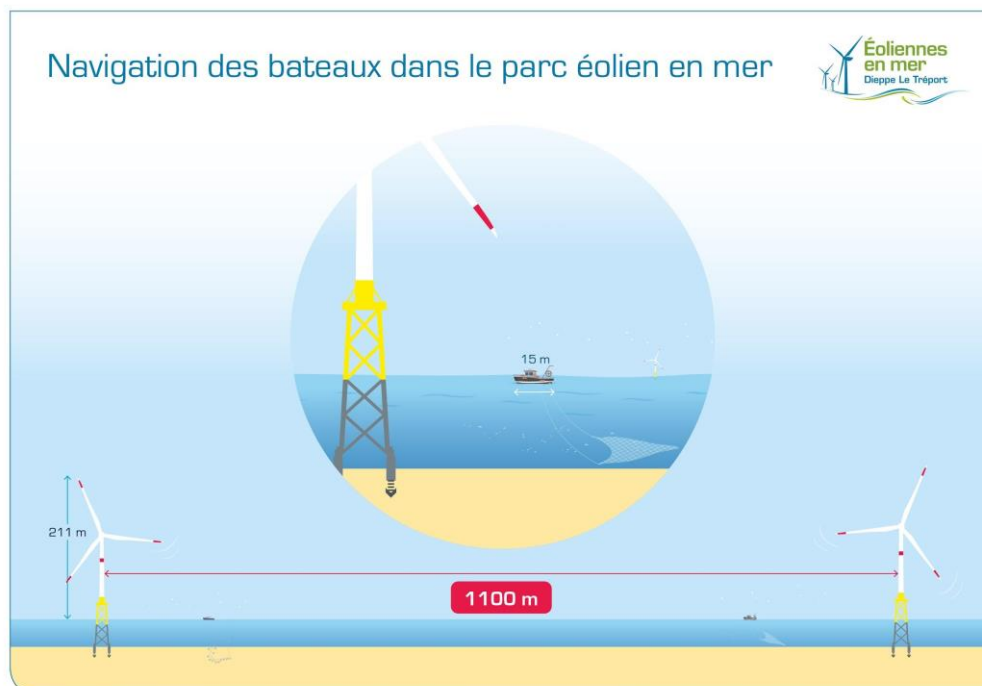 Navigation des bateaux dans le parc éolien en mer
Éoliennes
en mer
Dieppe Le Tréport
15 m
211 m
1100 m